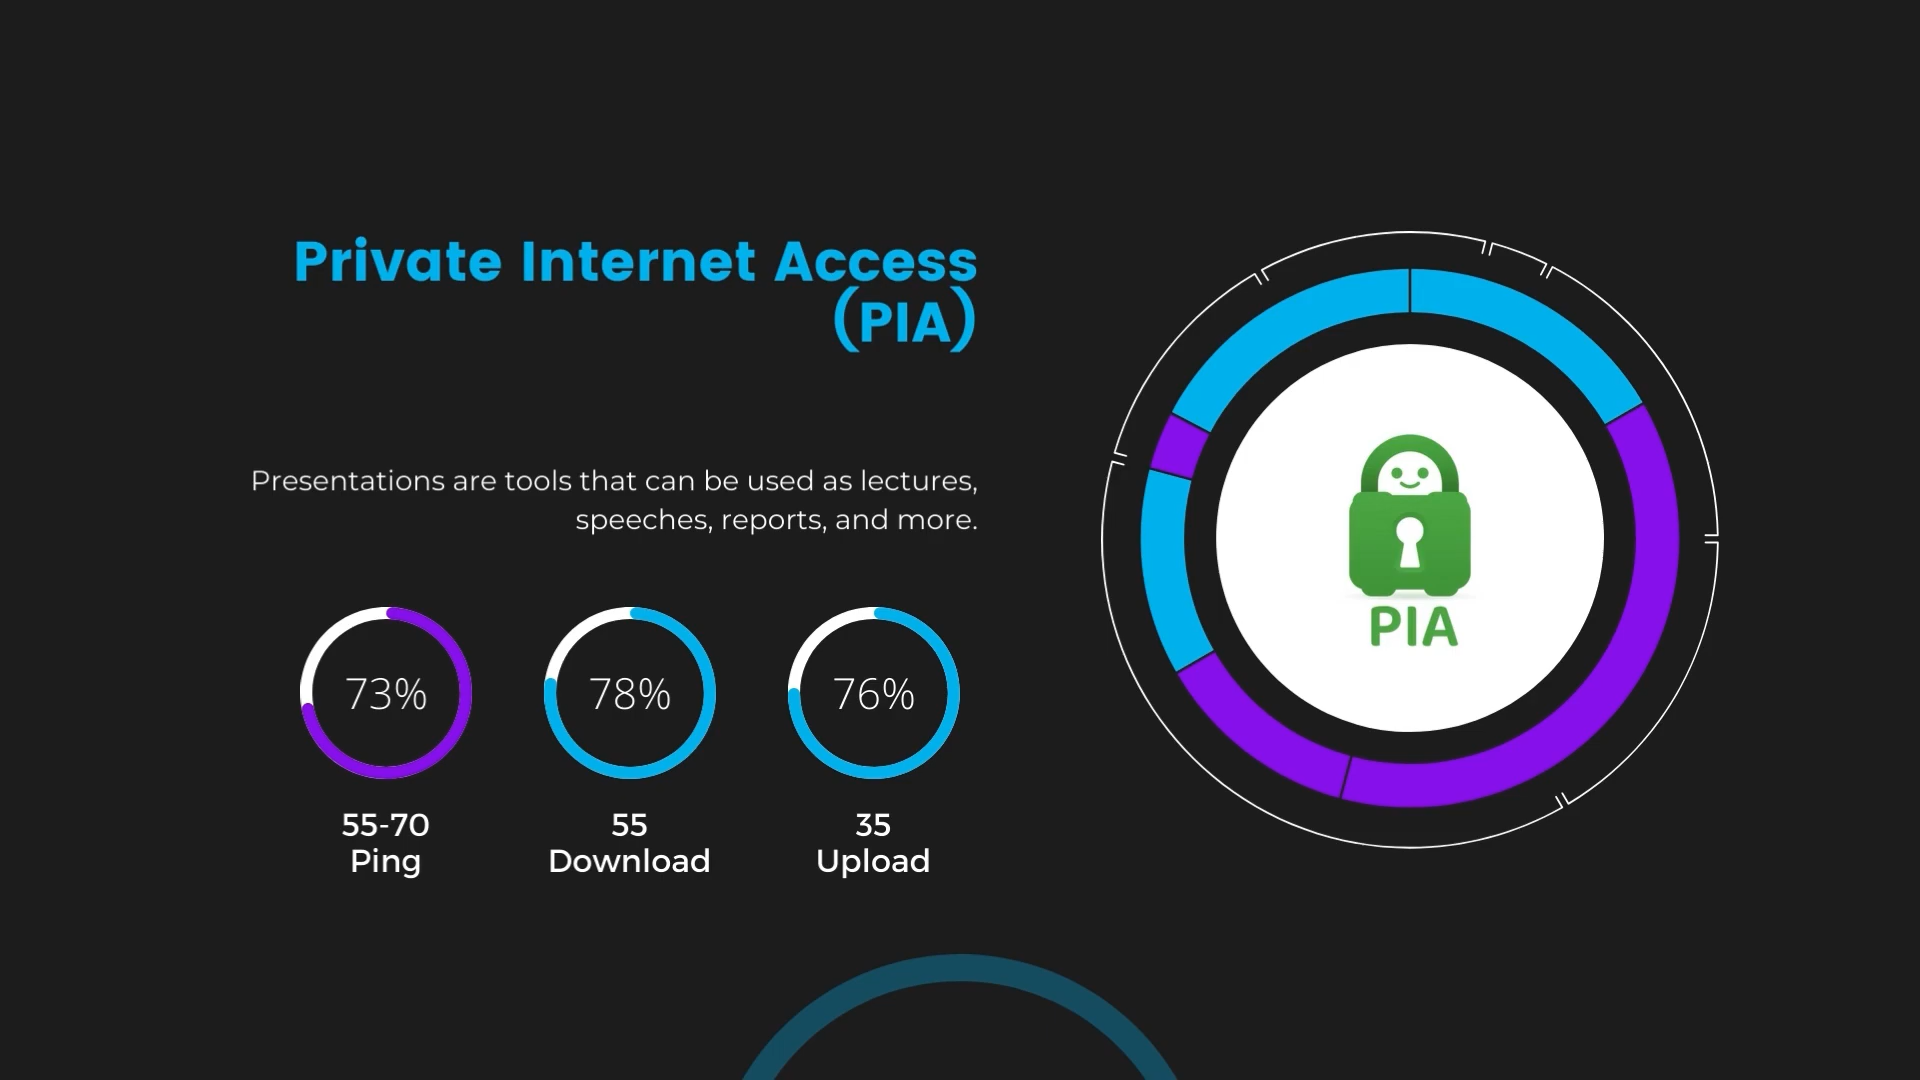 Private Internet Access
(PIA)
Presentations are tools that can be used as lectures,
speeches, reports, and more.
73%
78%
76%
55-70
Ping
55
Download
35
Upload
PIA